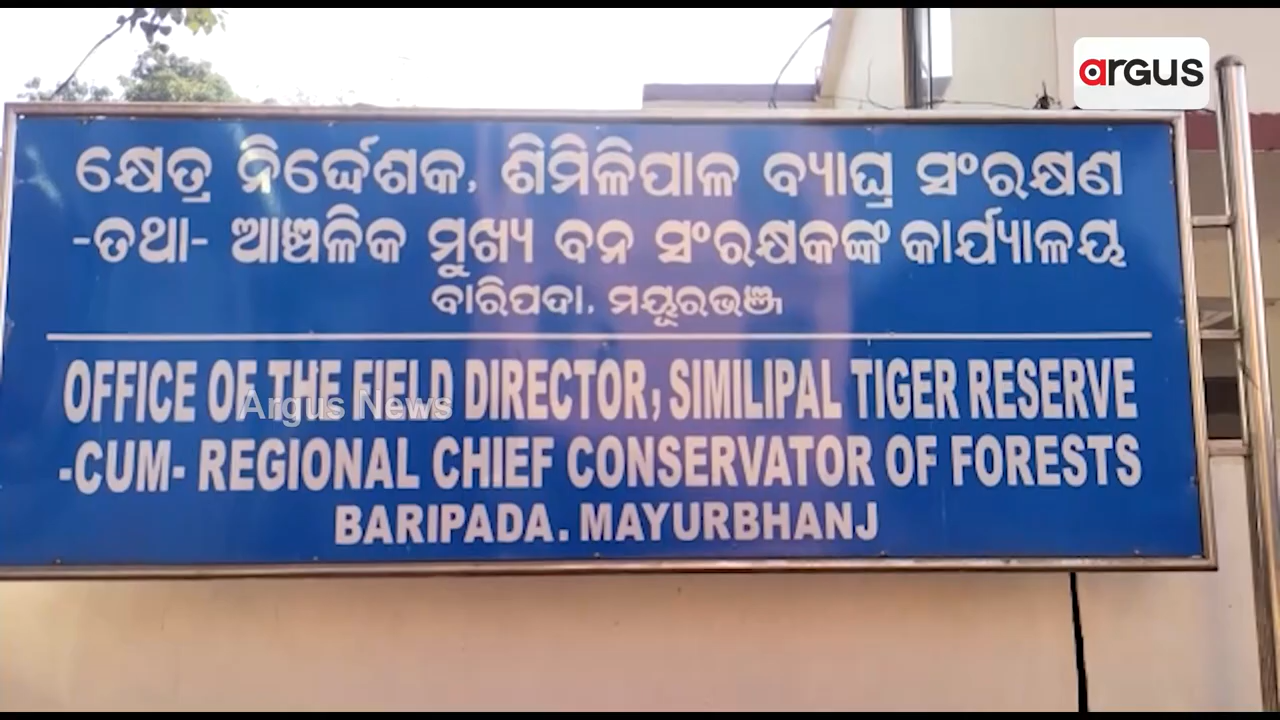 argus
କ୍ଷେତ୍ର ନିର୍ଦ୍ଦେଶକ, ଶିମିଳିପାଳ ବ୍ୟାଘ୍ର ସଂରକ୍ଷଣ
-ତଥା- ଆଞ୍ଚଳିକ ମୁଖ୍ୟ ବନ ସଂରକ୍ଷକଙ୍କ କାର୍ଯ୍ୟାଳୟ
ବାରିପଦା, ମୟୂରଭଞ୍ଜ
OFFICE OF THE FIELD DIRECTOR, SIMILIPAL TIGER RESERVE
Argus News
-CUM- REGIONAL CHIEF CONSERVATOR OF FORESTS
BARIPADA. MAYURBHANJ